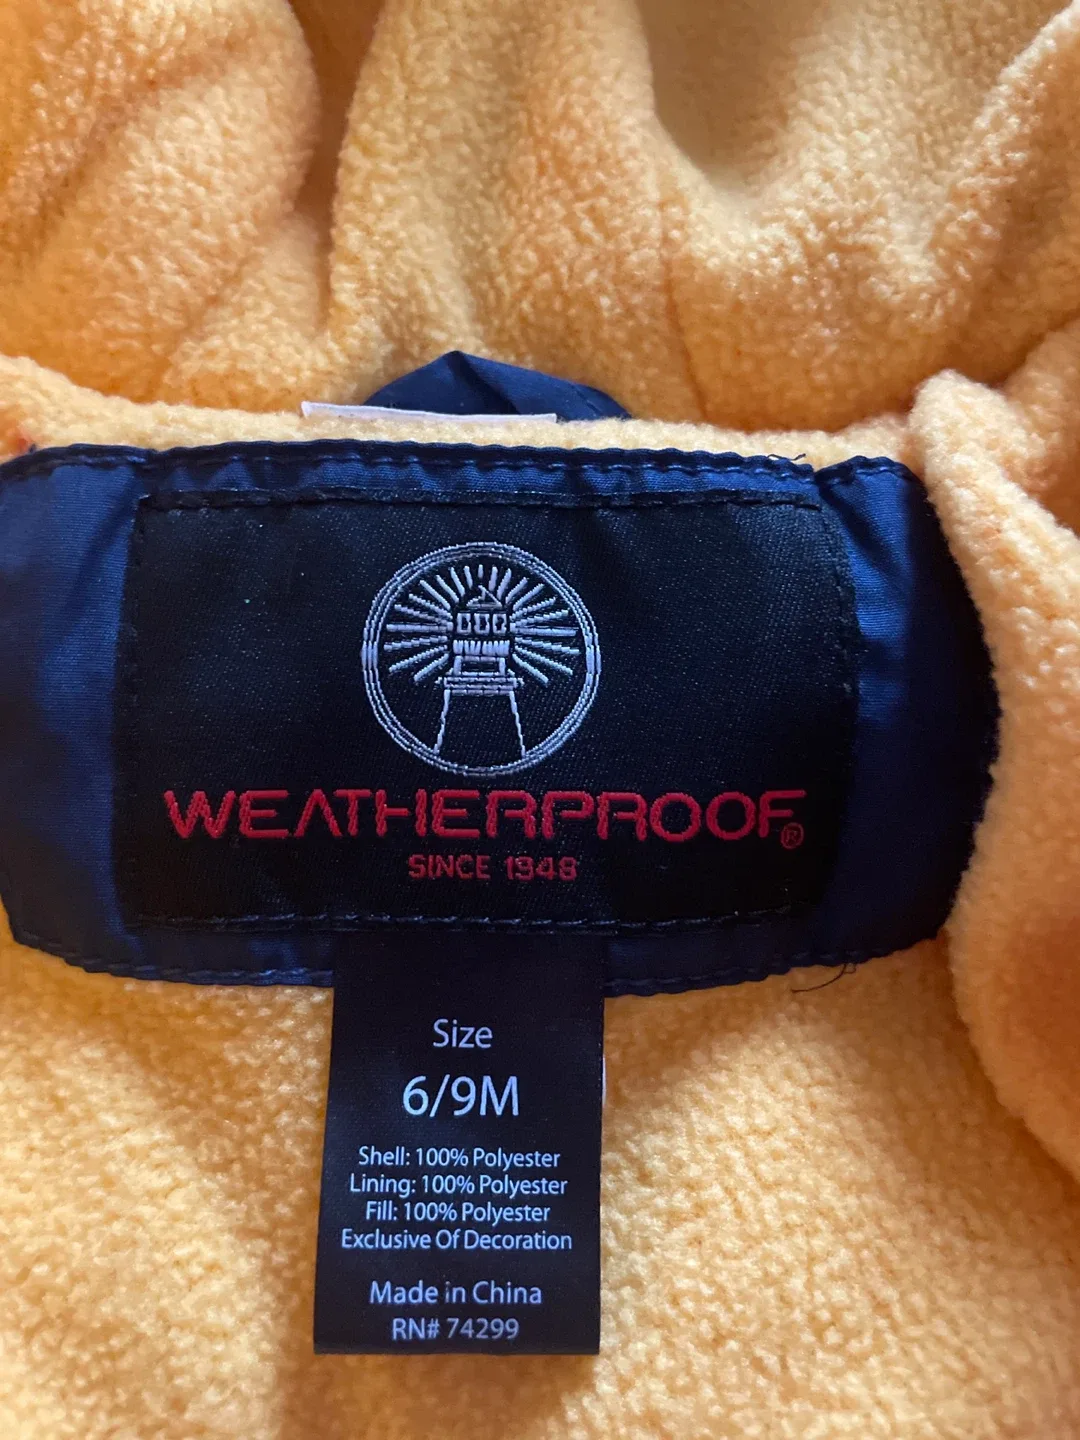 WEATHERPROOF®
SINCE 1948
Size
6/9M
Shell: 100% Polyester
Lining: 100% Polyester
Fill: 100% Polyester
Exclusive Of Decoration
Made in China
RN# 74299